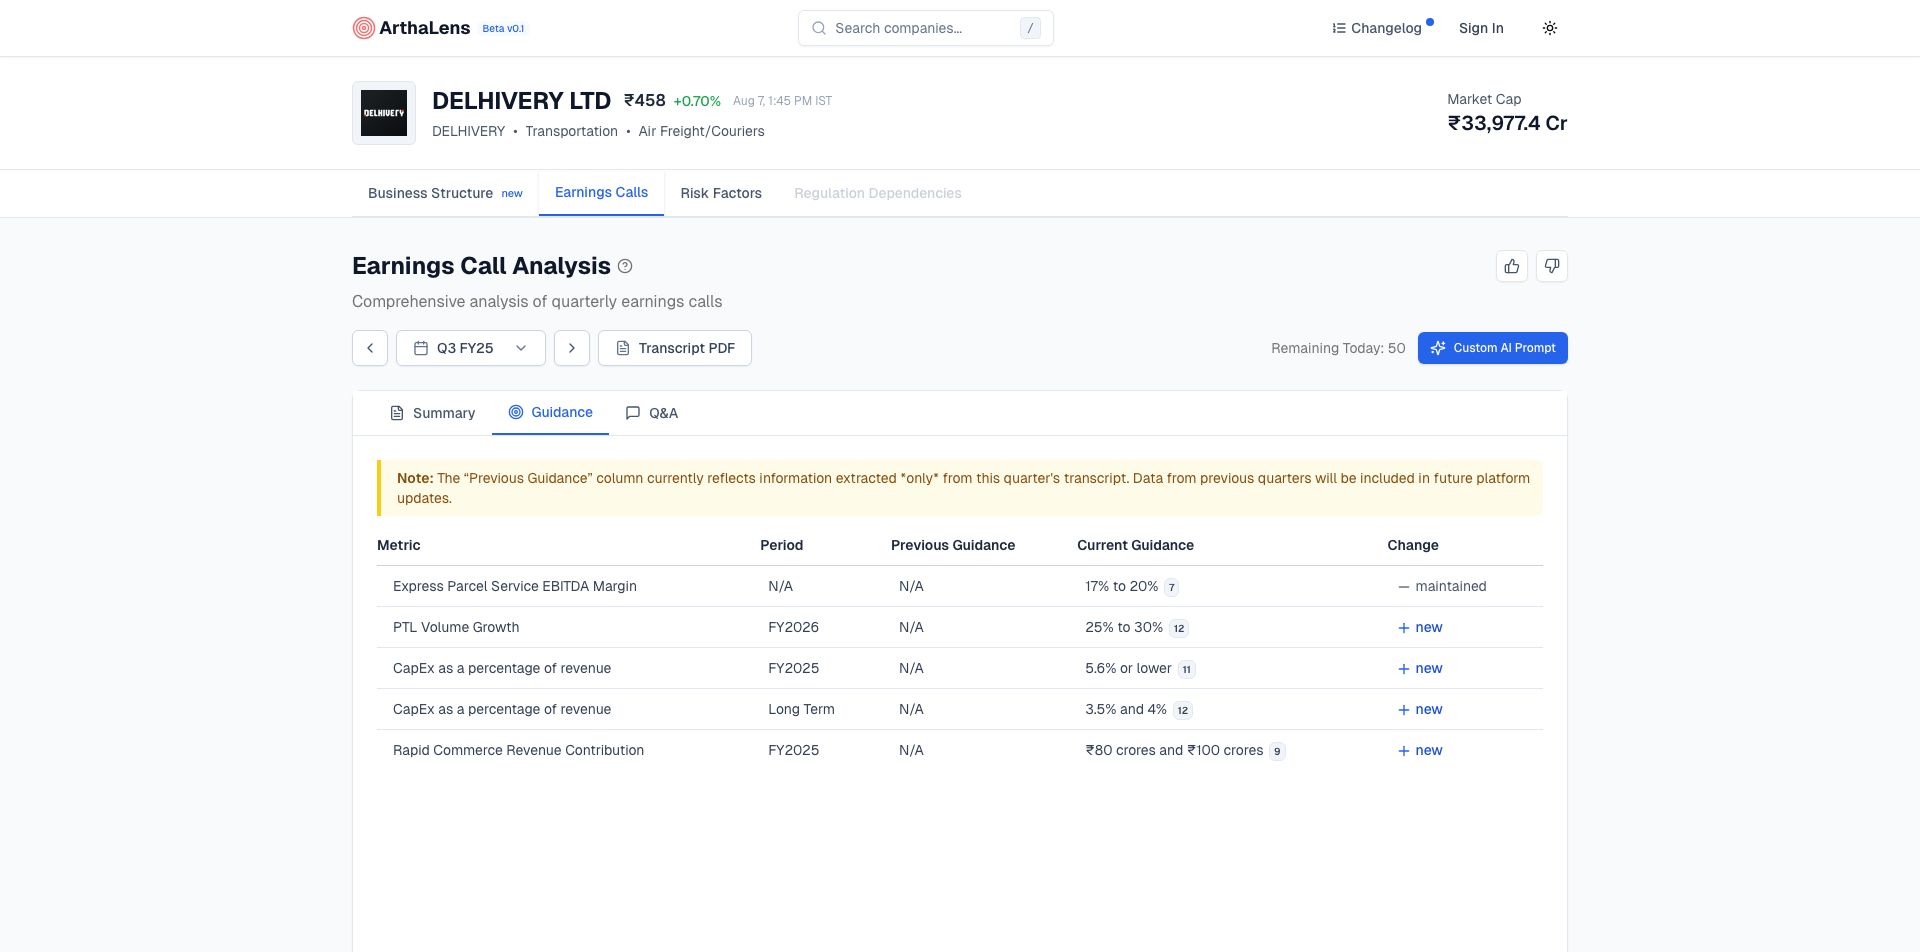 ArthaLens Beta v0.1
Search companies... /
Changelog
Sign In
DELHIVERY
DELHIVERY LTD ₹458 +0.70% Aug 7, 1:45 PM IST
DELHIVERY • Transportation • Air Freight/Couriers
Market Cap
₹33,977.4 Cr
Business Structure new
Earnings Calls
Risk Factors
Regulation Dependencies
Earnings Call Analysis ?
Comprehensive analysis of quarterly earnings calls
Q3 FY25
Transcript PDF
Remaining Today: 50
Custom AI Prompt
Summary
Guidance
Q&A
Note: The “Previous Guidance” column currently reflects information extracted *only* from this quarter's transcript. Data from previous quarters will be included in future platform
updates.
Metric Period Previous Guidance Current Guidance Change
Express Parcel Service EBITDA Margin N/A N/A 17% to 20% 7 — maintained
PTL Volume Growth FY2026 N/A 25% to 30% 12 + new
CapEx as a percentage of revenue FY2025 N/A 5.6% or lower 11 + new
CapEx as a percentage of revenue Long Term N/A 3.5% and 4% 12 + new
Rapid Commerce Revenue Contribution FY2025 N/A ₹80 crores and ₹100 crores 9 + new